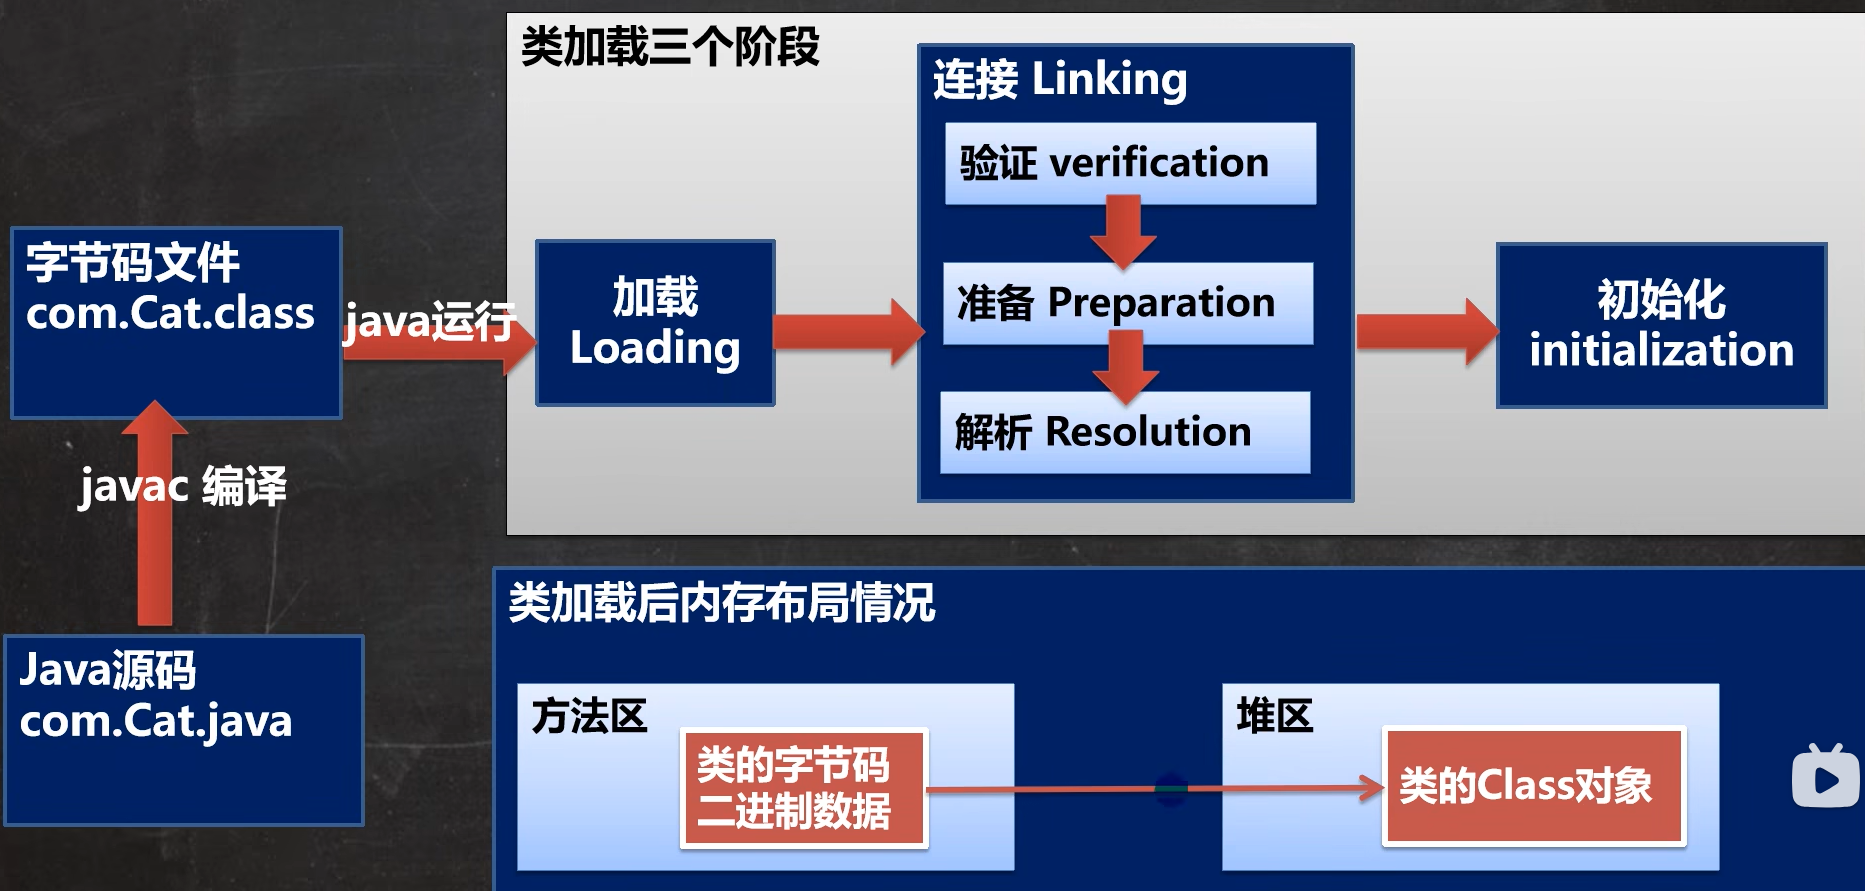 类加载三个阶段
连接 Linking
验证 verification
准备 Preparation
解析 Resolution
字节码文件
com.Cat.class
java运行
加载
Loading
初始化
initialization
javac 编译
Java源码
com.Cat.java
类加载后内存布局情况
方法区
类的字节码
二进制数据
堆区
类的Class对象